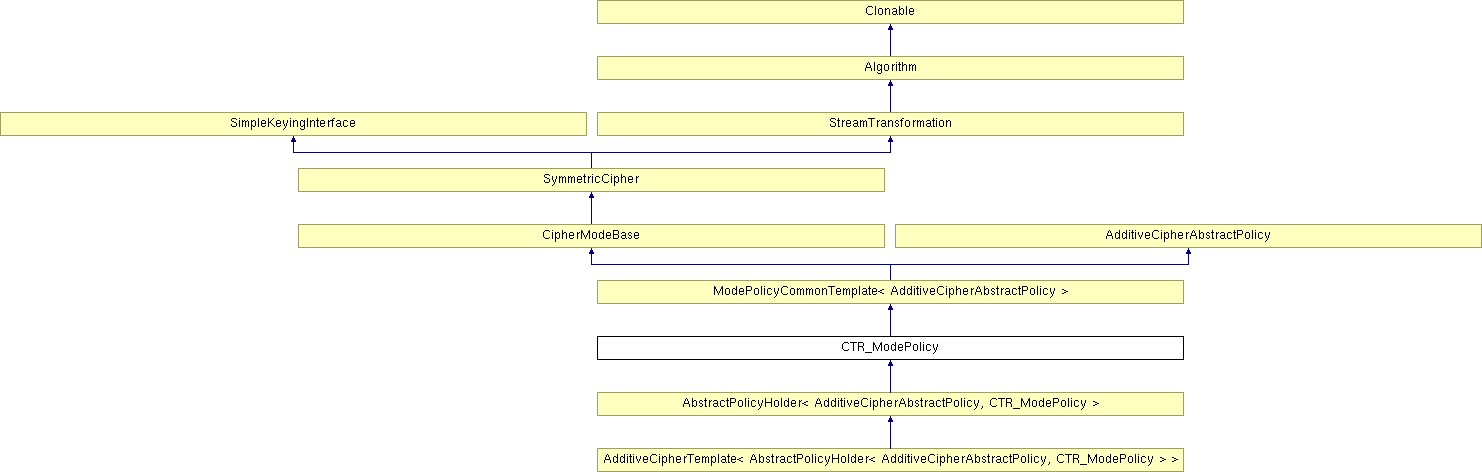 Clonable
Algorithm
SimpleKeyingInterface
StreamTransformation
SymmetricCipher
CipherModeBase
AdditiveCipherAbstractPolicy
ModePolicyCommonTemplate< AdditiveCipherAbstractPolicy >
CTR_ModePolicy
AbstractPolicyHolder< AdditiveCipherAbstractPolicy, CTR_ModePolicy >
AdditiveCipherTemplate< AbstractPolicyHolder< AdditiveCipherAbstractPolicy, CTR_ModePolicy > >